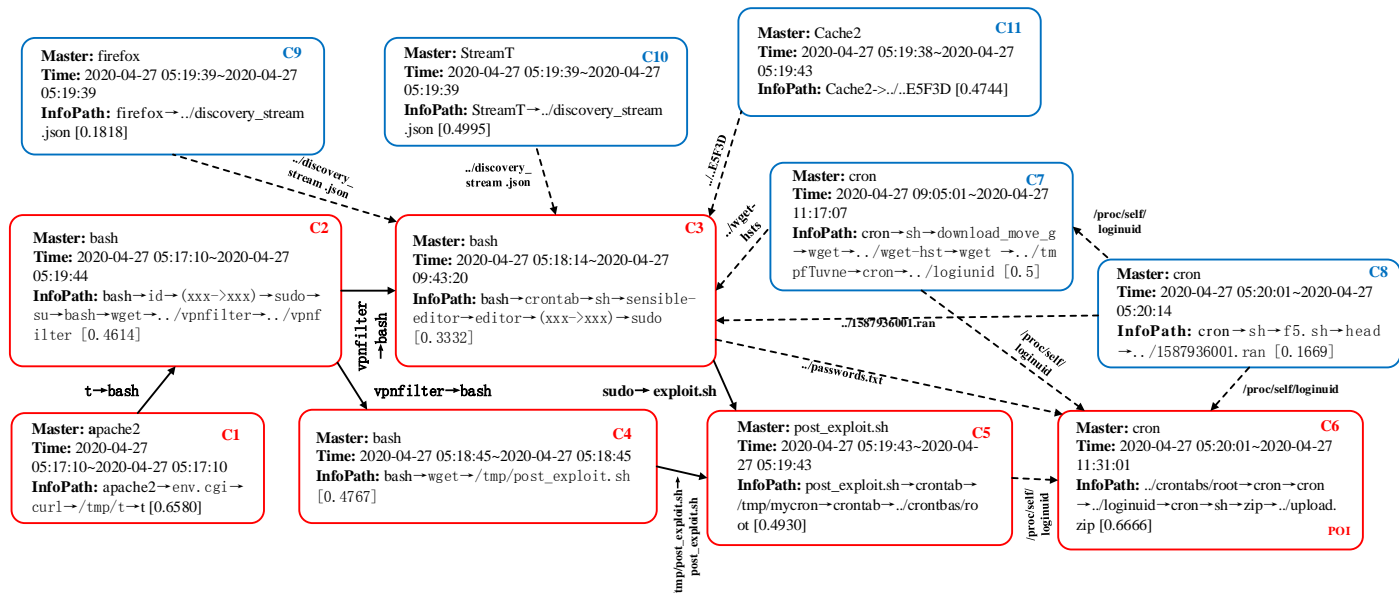 C9
Master: firefox
Time: 2020-04-27 05:19:39~2020-04-27
05:19:39
InfoPath: firefox→../discovery_stream
.json [0.1818]
C10
Master: StreamT
Time: 2020-04-27 05:19:39~2020-04-27
05:19:39
InfoPath: StreamT→../discovery_stream
.json [0.4995]
C11
Master: Cache2
Time: 2020-04-27 05:19:38~2020-04-27
05:19:43
InfoPath: Cache2->../..E5F3D [0.4744]
../discovery_
stream .json
../discovery_
stream .json
../..E5F3D
C2
Master: bash
Time: 2020-04-27 05:17:10~2020-04-27
05:19:44
InfoPath: bash→id→(xxx->xxx)→sudo→
su→bash→wget→../vpnfilter→../vpnf
ilter [0.4614]
C3
Master: bash
Time: 2020-04-27 05:18:14~2020-04-27
09:43:20
InfoPath: bash→crontab→sh→sensible-
editor→editor→(xxx->xxx)→sudo
[0.3332]
../wget-
hsts
C7
Master: cron
Time: 2020-04-27 09:05:01~2020-04-27
11:17:07
InfoPath: cron→sh→download_move_g
→wget→../wget-hst→wget →../tm
pfTuvne→cron→../logiunid [0.5]
/proc/self/
loginuid
C8
Master: cron
Time: 2020-04-27 05:20:01~2020-04-27
05:20:14
InfoPath: cron→sh→f5.sh→head
→../1587936001.ran [0.1669]
vpnfilter
→bash
../1587936001.ran
/proc/self/
loginuid
../passwords.txt
/proc/self/loginuid
t→bash
vpnfilter→bash
sudo→exploit.sh
C1
Master: apache2
Time: 2020-04-27
05:17:10~2020-04-27 05:17:10
InfoPath: apache2→env.cgi→
curl→/tmp/t→t [0.6580]
C4
Master: bash
Time: 2020-04-27 05:18:45~2020-04-27 05:18:45
InfoPath: bash→wget→/tmp/post_exploit.sh
[0.4767]
tmp/post_exploit.sh→
post_exploit.sh
C5
Master: post_exploit.sh
Time: 2020-04-27 05:19:43~2020-04-
27 05:19:43
InfoPath: post_exploit.sh→crontab→
/tmp/mycron→crontab→../crontbas/ro
ot [0.4930]
/proc/self/
loginuid
C6
Master: cron
Time: 2020-04-27 05:20:01~2020-04-27
11:31:01
InfoPath: ../crontabs/root→cron→cron
→../loginuid→cron→sh→zip→../upload.
zip [0.6666]
POI